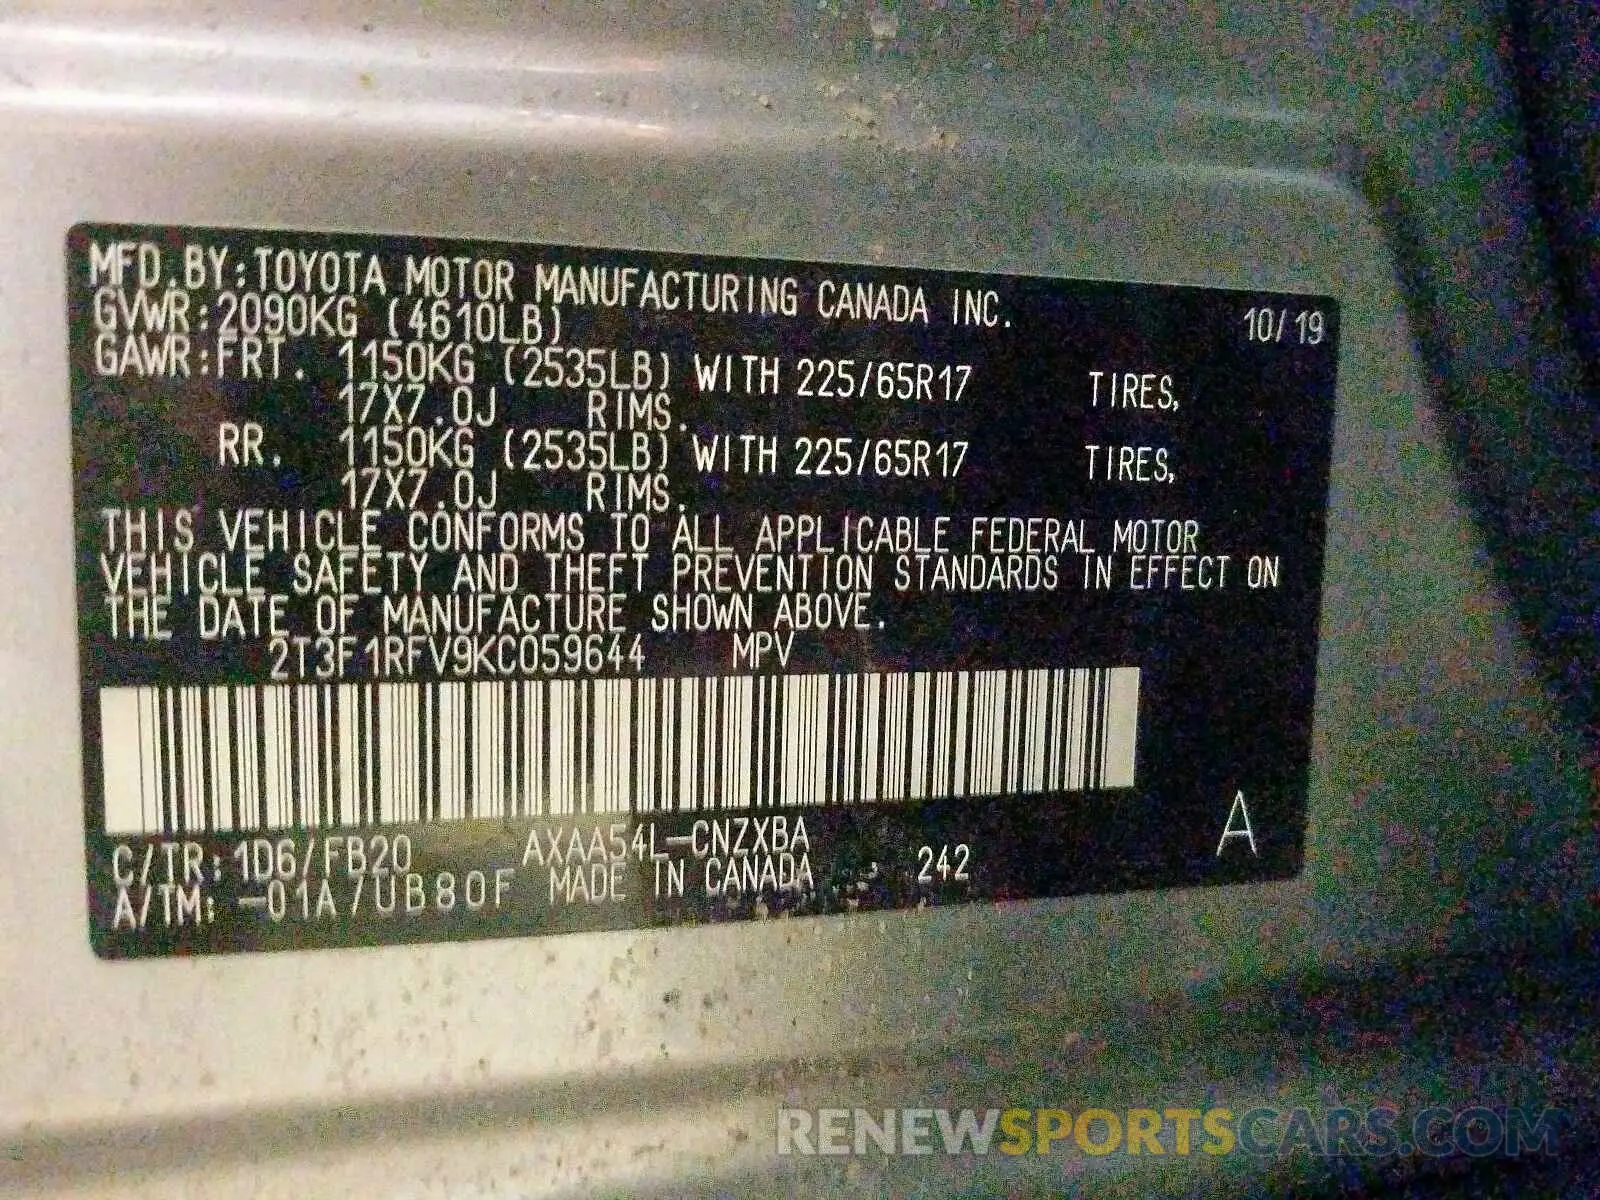 MFD.BY:TOYOTA MOTOR MANUFACTURING CANADA INC. 10/19
GVWR:2090KG (4610LB)
GAWR:FRT. 1150KG (2535LB) WITH 225/65R17 TIRES,
17X7.0J RIMS.
RR. 1150KG (2535LB) WITH 225/65R17 TIRES,
17X7.0J RIMS.
THIS VEHICLE CONFORMS TO ALL APPLICABLE FEDERAL MOTOR
VEHICLE SAFETY AND THEFT PREVENTION STANDARDS IN EFFECT ON
THE DATE OF MANUFACTURE SHOWN ABOVE.
2T3F1RFV9KC059644 MPV
A
C/TR:1D6/FB20 AXAA54L-CNZXBA
A/TM: -01A/UB80F MADE IN CANADA 242
RENEWSPORTSCARS.COM